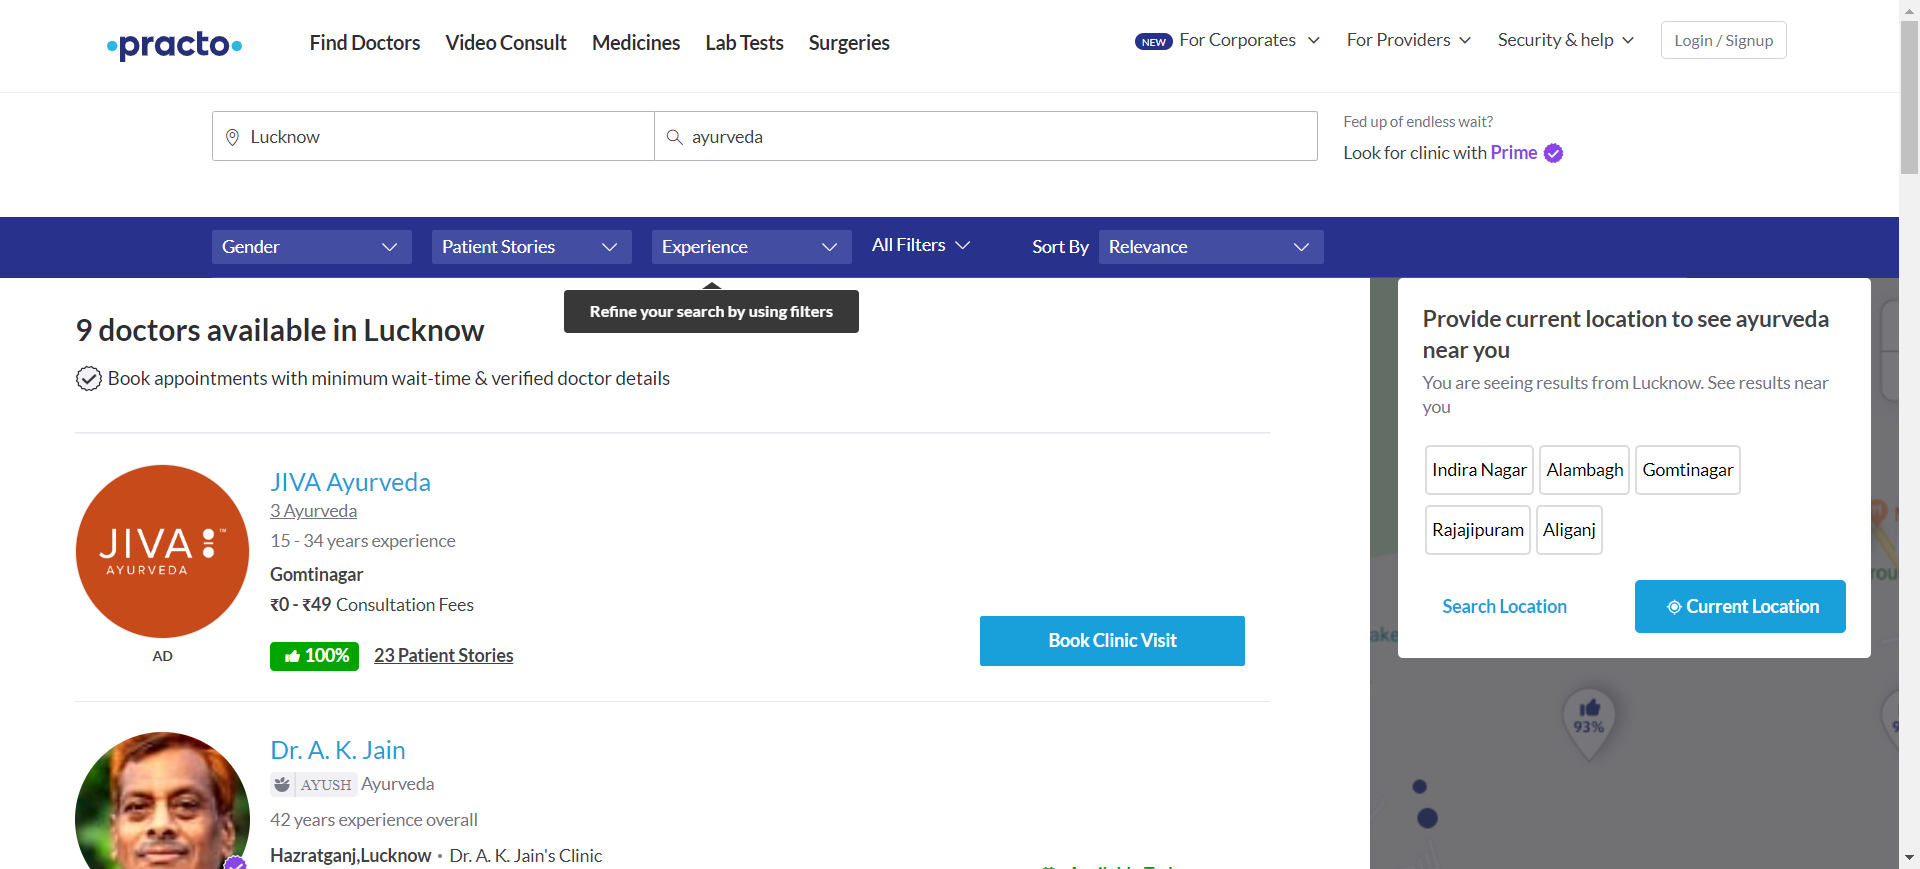 practo
Find Doctors Video Consult Medicines Lab Tests Surgeries
NEW For Corporates For Providers Security & help Login / Signup
Lucknow
ayurveda
Fed up of endless wait?
Look for clinic with Prime
Gender Patient Stories Experience All Filters Sort By Relevance
Refine your search by using filters
9 doctors available in Lucknow
Book appointments with minimum wait-time & verified doctor details
JIVA
AYURVEDA
AD
JIVA Ayurveda
3 Ayurveda
15 - 34 years experience
Gomtinagar
₹0 - ₹49 Consultation Fees
100% 23 Patient Stories
Book Clinic Visit
Dr. A. K. Jain
AYUSH Ayurveda
42 years experience overall
Hazratganj,Lucknow • Dr. A. K. Jain's Clinic
Provide current location to see ayurveda
near you
You are seeing results from Lucknow. See results near
you
Indira Nagar Alambagh Gomtinagar
Rajajipuram Aliganj
Search Location Current Location
93%